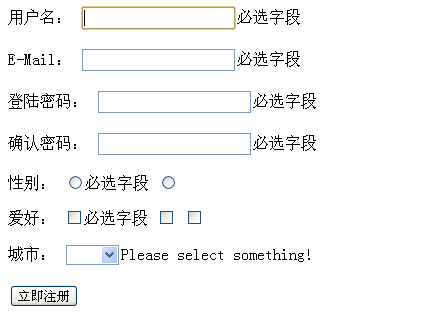 用户名： 必选字段
E-Mail： 必选字段
登陆密码： 必选字段
确认密码： 必选字段
性别： 必选字段
爱好： 必选字段
城市： Please select something!
立即注册